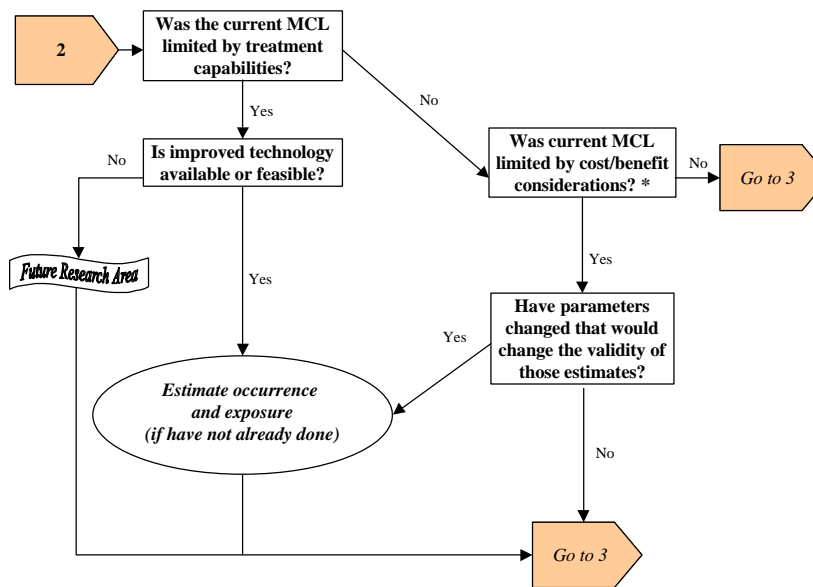 2
Was the current MCL
limited by treatment
capabilities?
Yes
No
Is improved technology
available or feasible?
No
Was current MCL
limited by cost/benefit
considerations? *
No
Go to 3
Future Research Area
Yes
Yes
Have parameters
changed that would
change the validity of
those estimates?
Yes
Estimate occurrence
and exposure
(if have not already done)
No
Go to 3